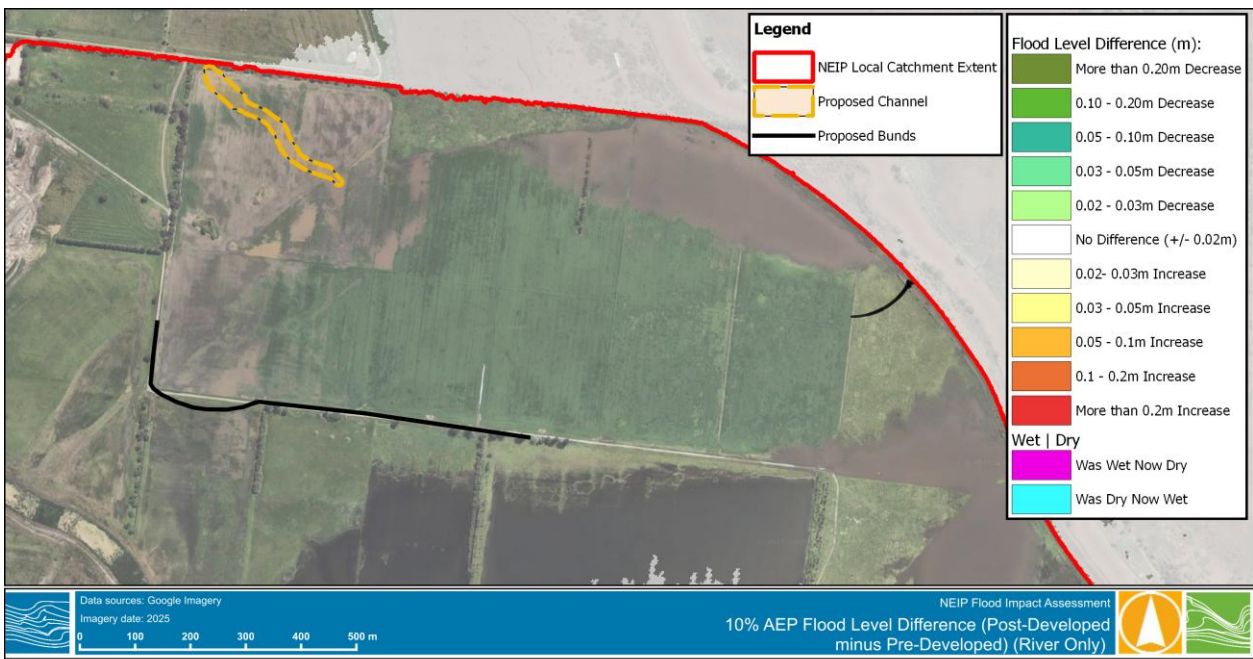 Legend
NEIP Local Catchment Extent
Proposed Channel
Proposed Bunds
Flood Level Difference (m):
More than 0.20m Decrease
0.10 - 0.20m Decrease
0.05 - 0.10m Decrease
0.03 - 0.05m Decrease
0.02 - 0.03m Decrease
No Difference (+/- 0.02m)
0.02- 0.03m Increase
0.03 - 0.05m Increase
0.05 - 0.1m Increase
0.1 - 0.2m Increase
More than 0.2m Increase
Wet | Dry
Was Wet Now Dry
Was Dry Now Wet
Data sources: Google Imagery
Imagery date: 2025
0 100 200 300 400 500 m
NEIP Flood Impact Assessment
10% AEP Flood Level Difference (Post-Developed
minus Pre-Developed) (River Only)